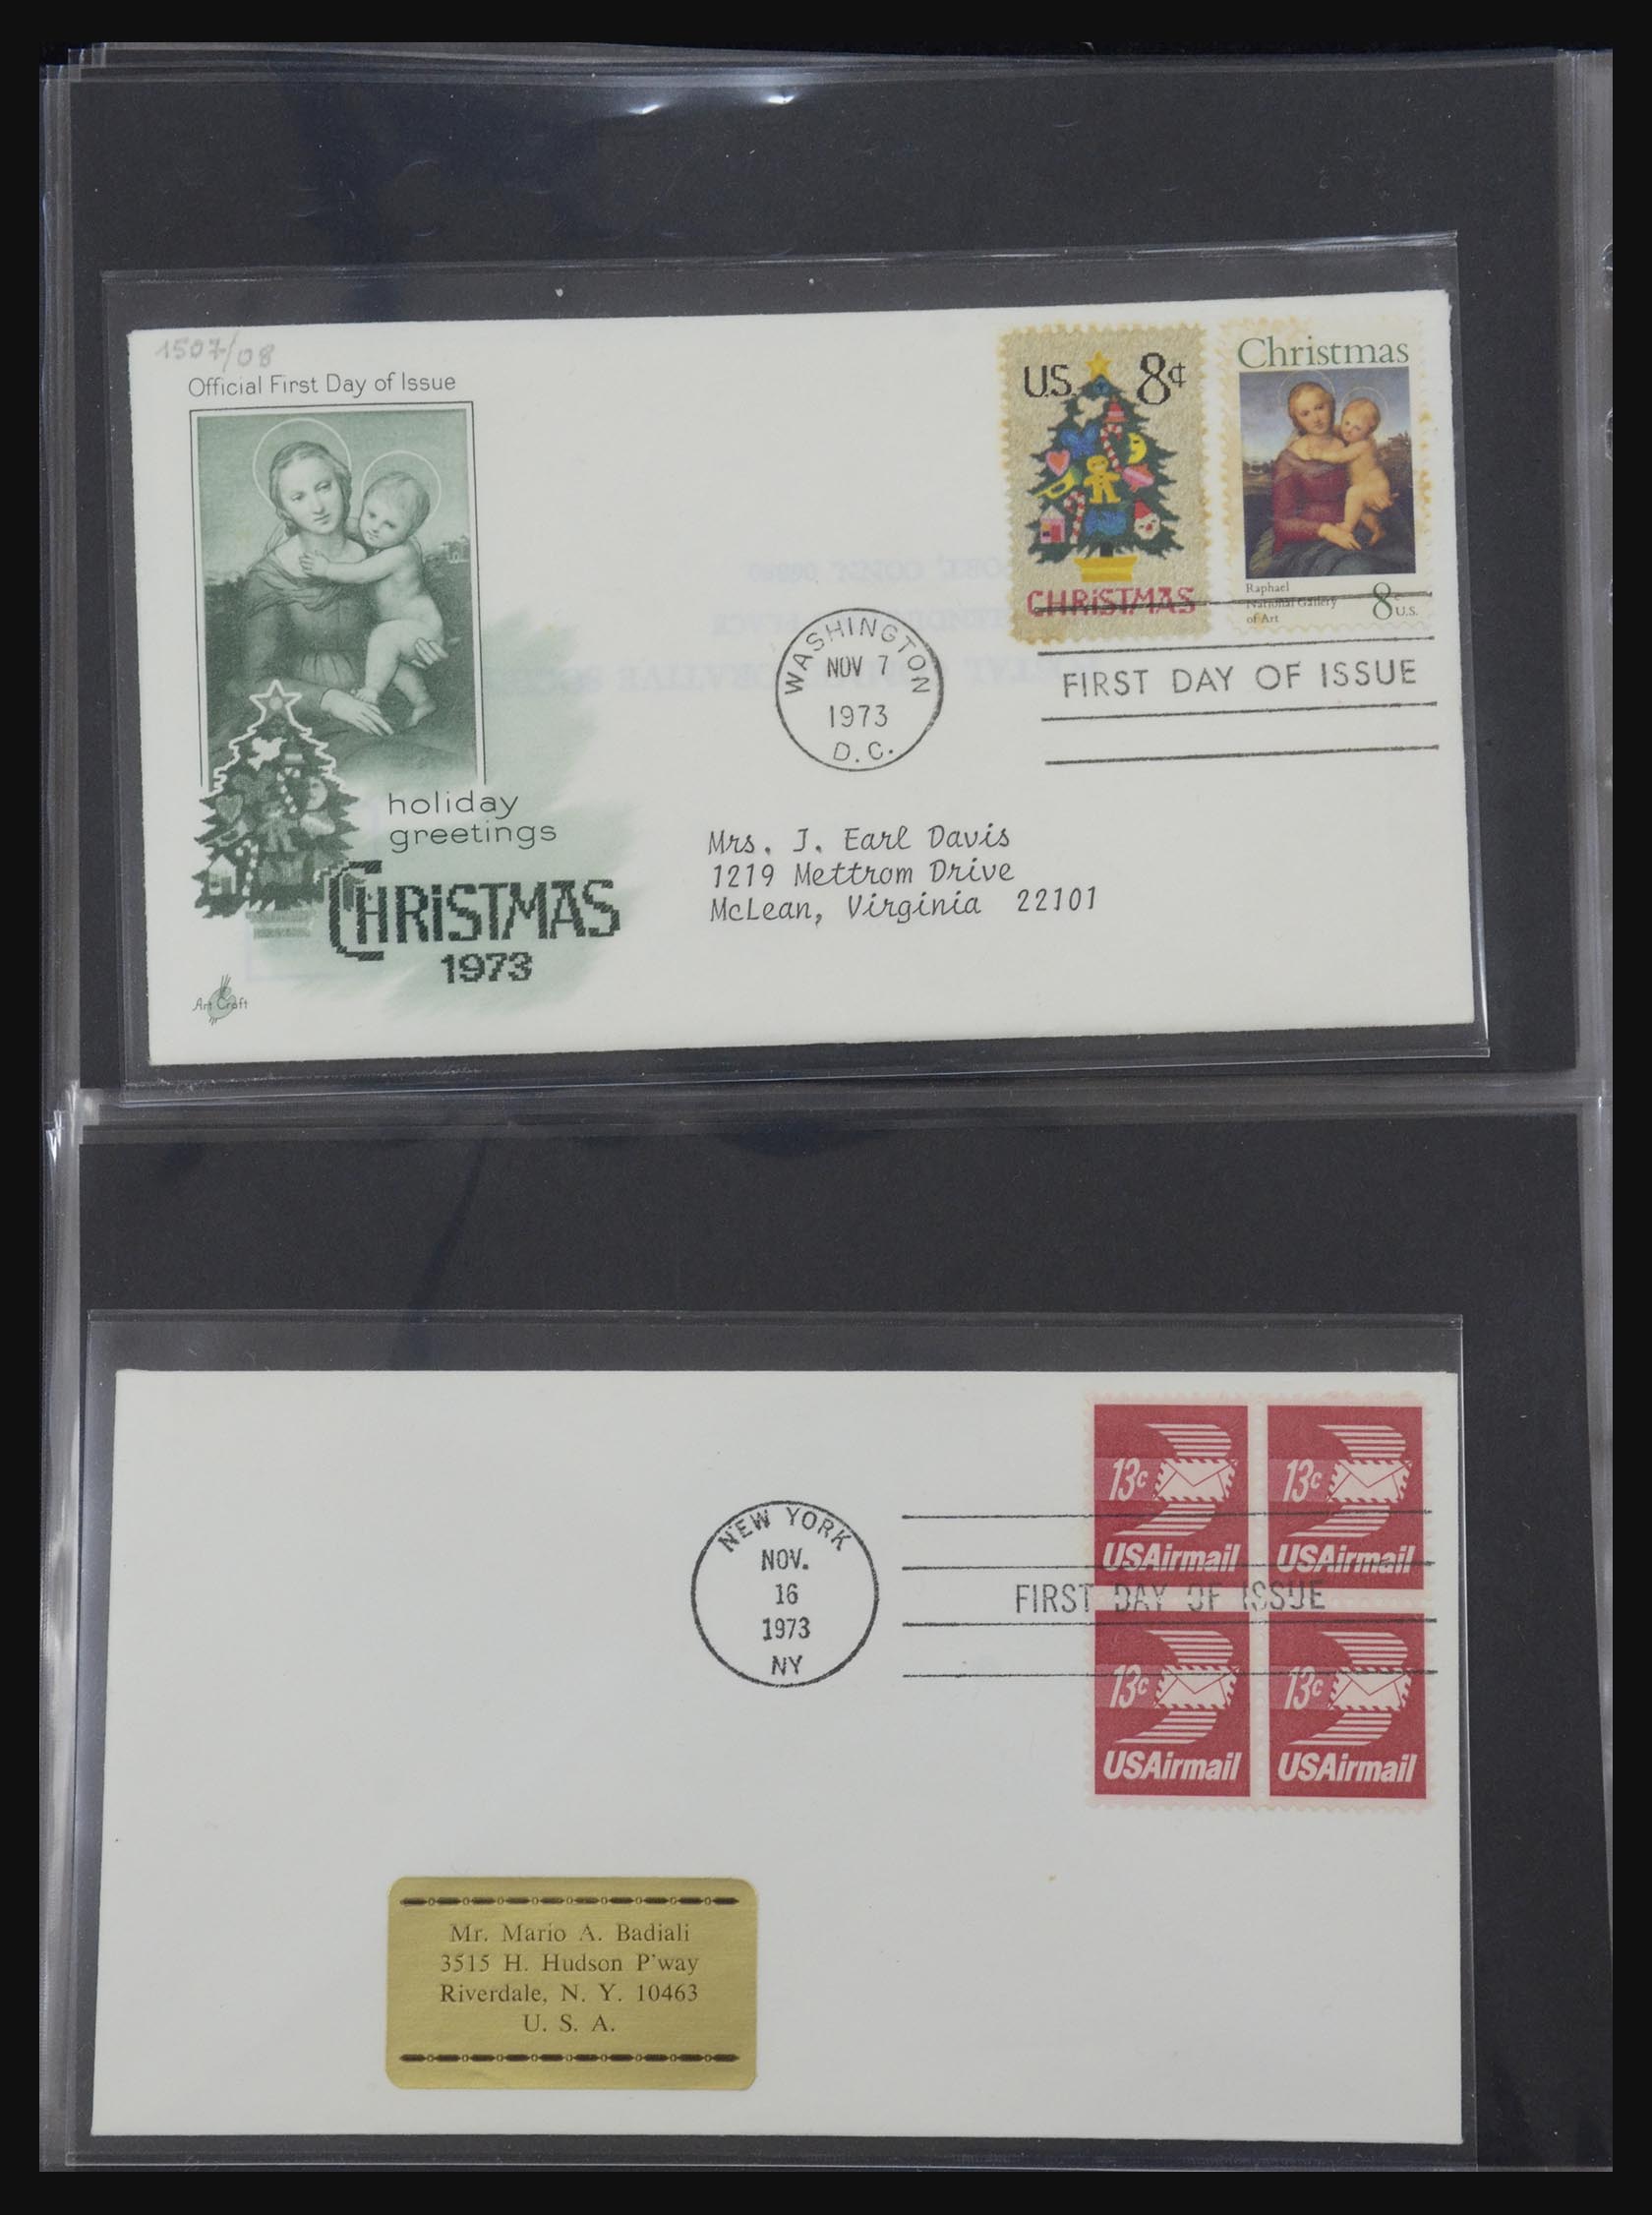 1507/08
Official First Day of Issue
holiday
greetings
CHRiSTMAS
1973
Art Craft
U.S. 8¢
CHRiSTMAS
Christmas
Raphael
National Gallery
of Art
8c U.S.
WASHINGTON
NOV 7
1973
D.C.
FIRST DAY OF ISSUE
Mrs. J. Earl Davis
1219 Mettrom Drive
McLean, Virginia 22101
13c
USAirmail
13c
USAirmail
NEW YORK
NOV.
16
1973
NY
FIRST DAY OF ISSUE
13c
USAirmail
13c
USAirmail
Mr. Mario A. Badiali
3515 H. Hudson P'way
Riverdale, N. Y. 10463
U. S. A.